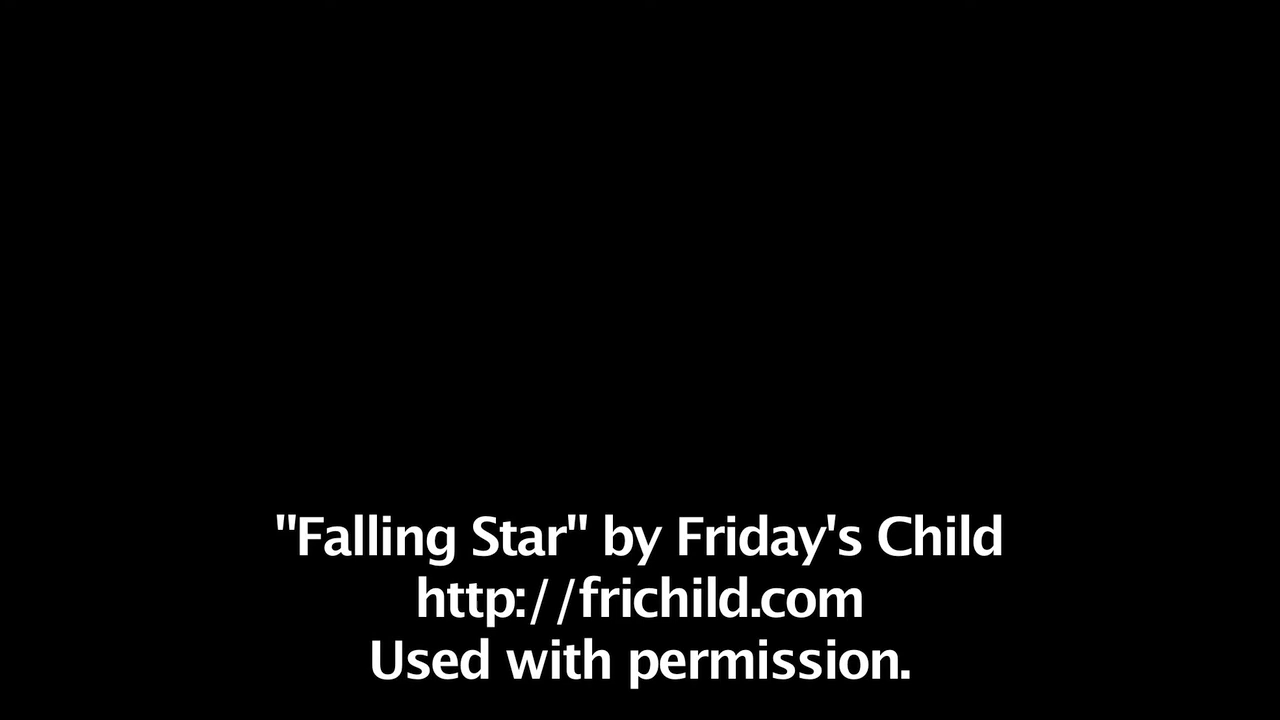 "Falling Star" by Friday's Child
http://frichild.com
Used with permission.